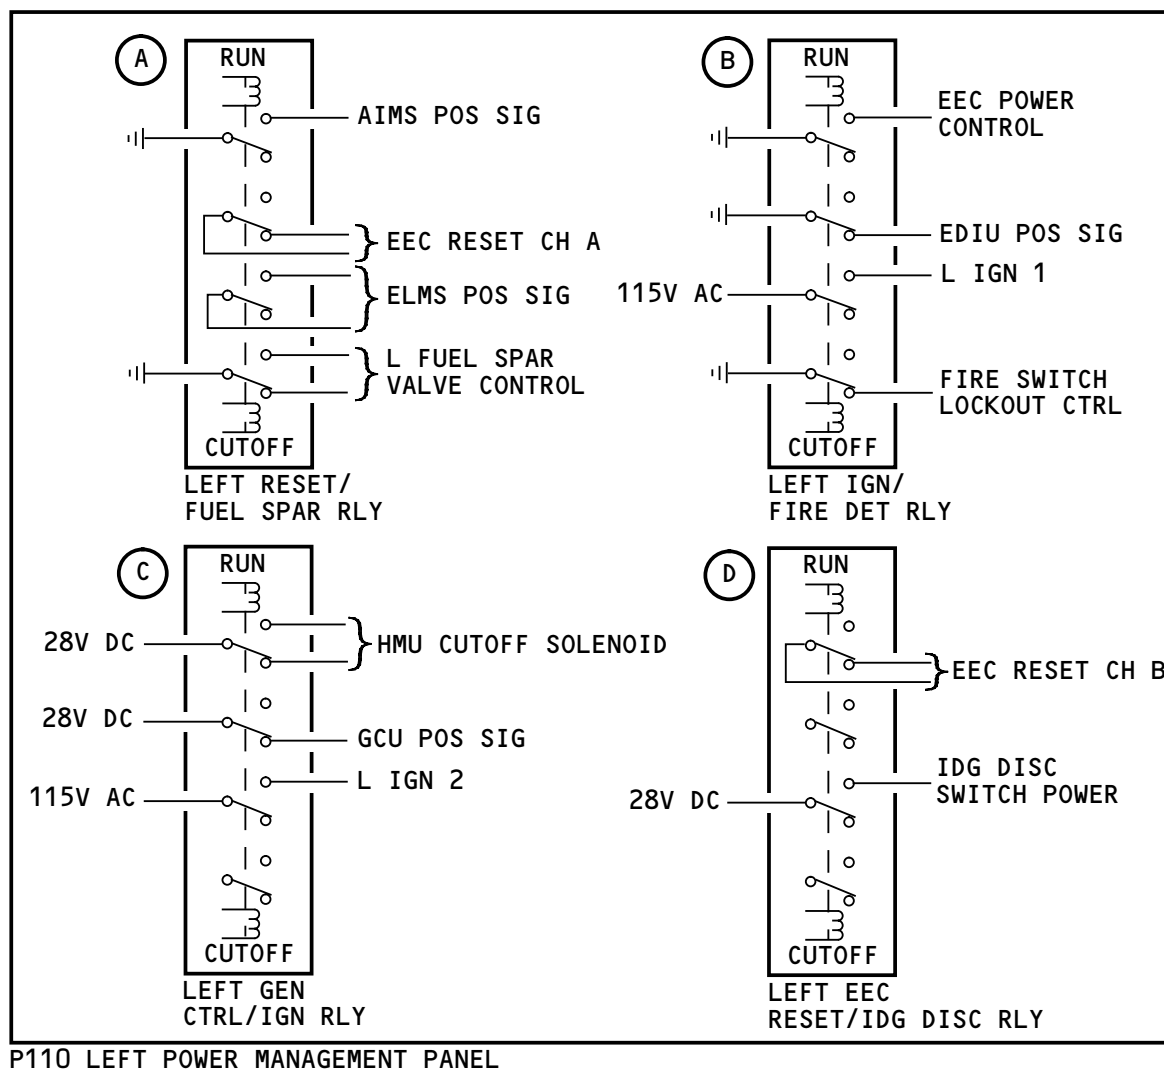 A
RUN
AIMS POS SIG
EEC RESET CH A
ELMS POS SIG
L FUEL SPAR
VALVE CONTROL
CUTOFF
LEFT RESET/
FUEL SPAR RLY
B
RUN
EEC POWER
CONTROL
EDIU POS SIG
L IGN 1
115V AC
FIRE SWITCH
LOCKOUT CTRL
CUTOFF
LEFT IGN/
FIRE DET RLY
C
RUN
28V DC
HMU CUTOFF SOLENOID
28V DC
GCU POS SIG
L IGN 2
115V AC
CUTOFF
LEFT GEN
CTRL/IGN RLY
D
RUN
EEC RESET CH B
IDG DISC
SWITCH POWER
28V DC
CUTOFF
LEFT EEC
RESET/IDG DISC RLY
P110 LEFT POWER MANAGEMENT PANEL